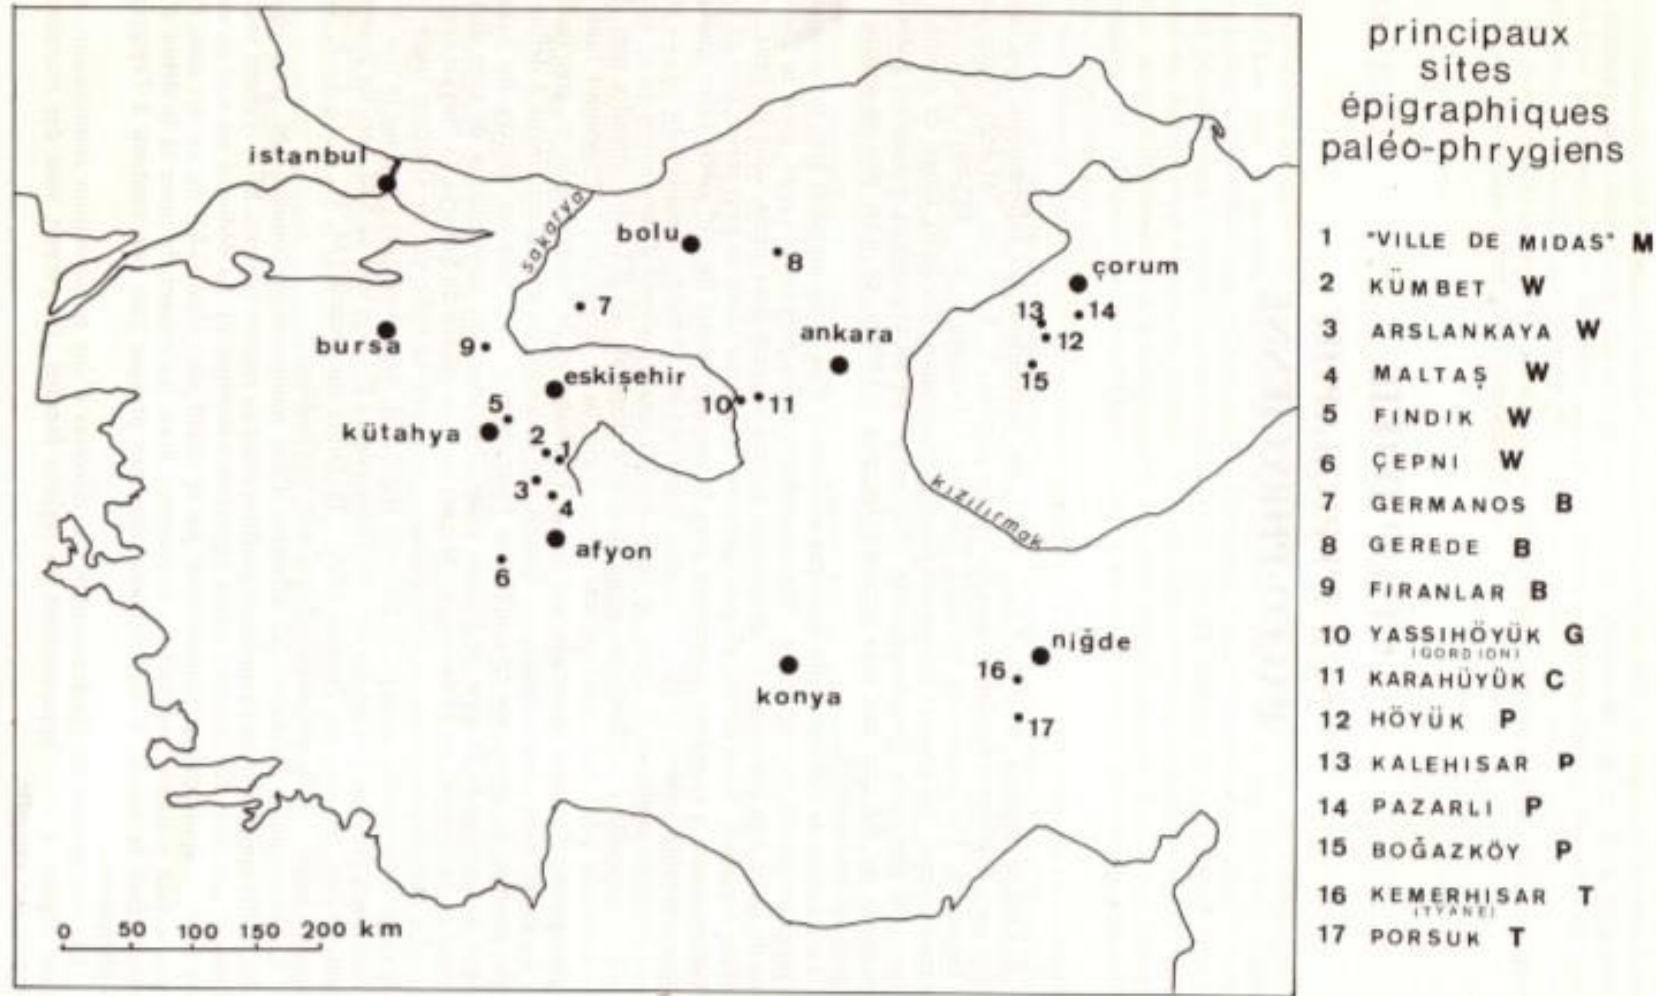 principaux
sites
épigraphiques
paléo-phrygiens
1 "VILLE DE MIDAS" M
2 KÜMBET W
3 ARSLANKAYA W
4 MALTAŞ W
5 FINDIK W
6 ÇEPNI W
7 GERMANOS B
8 GEREDE B
9 FIRANLAR B
10 YASSIHÖYÜK G
(GORDION)
11 KARAHÜYÜK C
12 HÖYÜK P
13 KALEHISAR P
14 PAZARLI P
15 BOĞAZKÖY P
16 KEMERHISAR T
(TYANE)
17 PORSUK T
istanbul
sakarya
bolu
8
çorum
7
13
14
12
bursa
9
ankara
15
eskişehir
10
11
5
kütahya
2
1
3
4
kızılırmak
afyon
6
niğde
16
konya
17
0 50 100 150 200 km